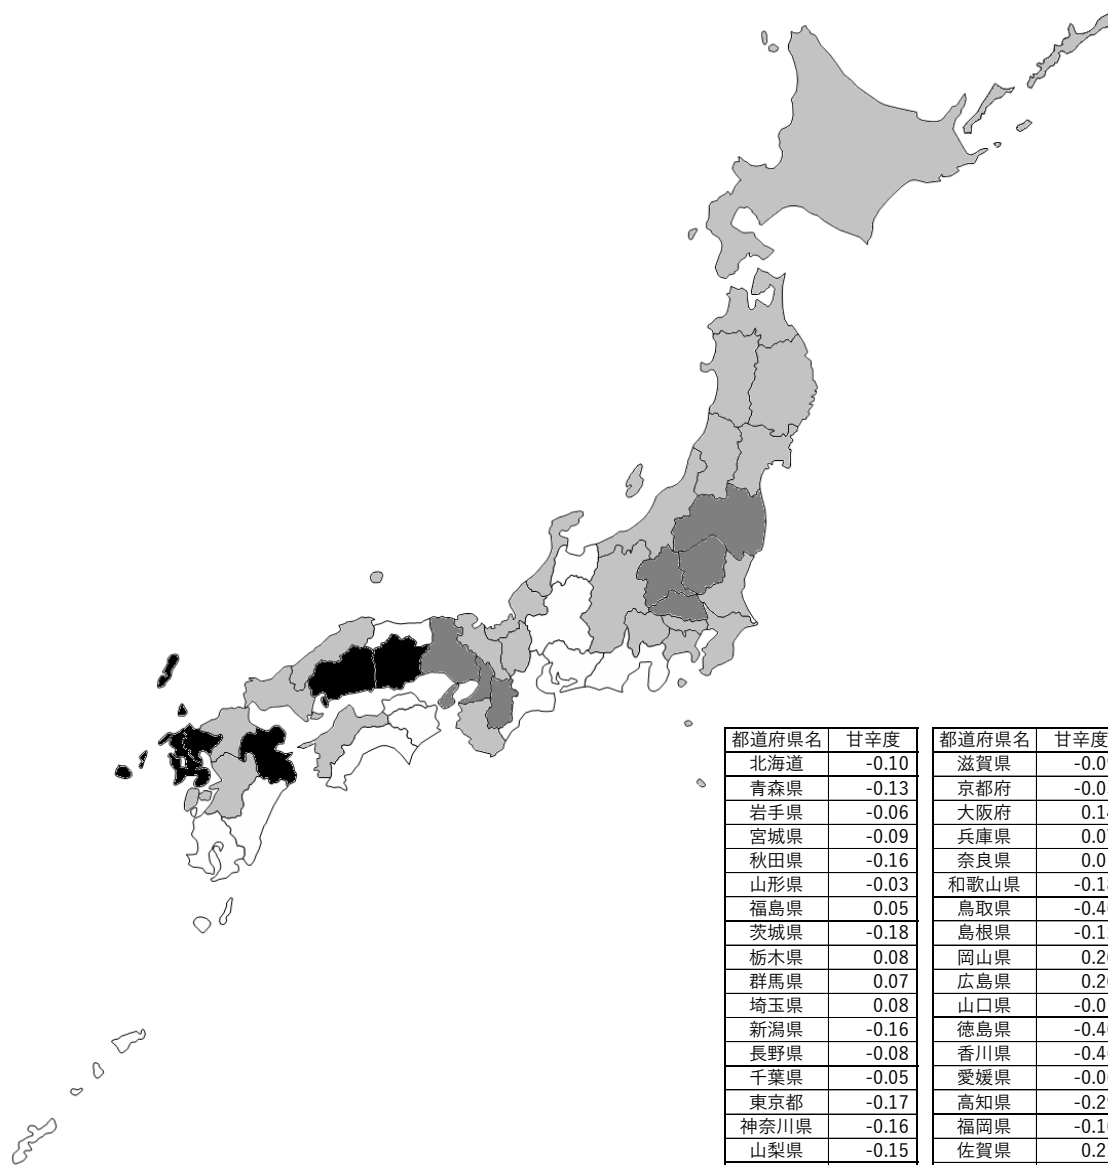 都道府県名 甘辛度 都道府県名 甘辛度
北海道 -0.10 滋賀県
青森県 -0.13 京都府
岩手県 -0.06 大阪府
宮城県 -0.09 兵庫県
秋田県 -0.16 奈良県
山形県 -0.03 和歌山県
福島県 0.05 鳥取県
茨城県 -0.18 島根県
栃木県 0.08 岡山県
群馬県 0.07 広島県
埼玉県 0.08 山口県
新潟県 -0.16 徳島県
長野県 -0.08 香川県
千葉県 -0.05 愛媛県
東京都 -0.17 高知県
神奈川県 -0.16 福岡県
山梨県 -0.15 佐賀県